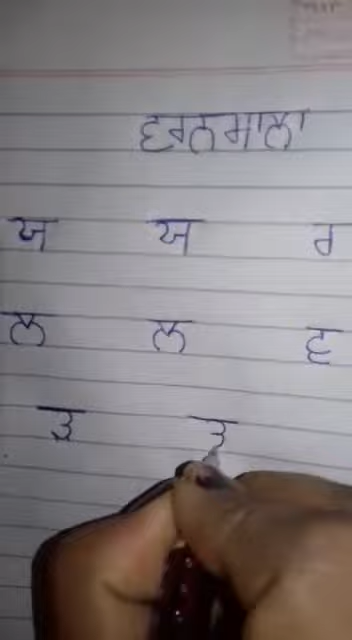 ਵਰਨਮਾਲਾ
ਯ ਯ ਰ
ਲ ਲ ਵ
ੜ ੜ